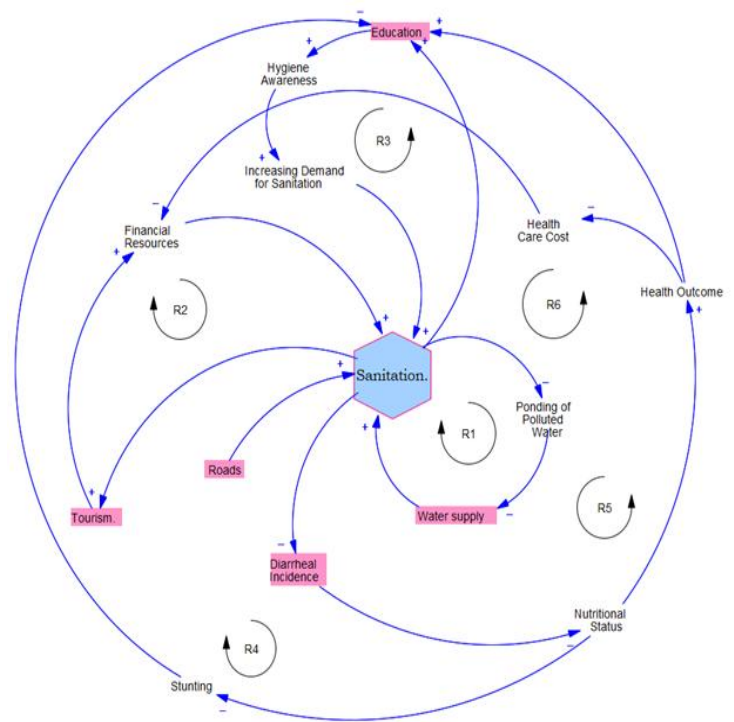 Education
Hygiene
Awareness
R3
Increasing Demand
for Sanitation
Financial
Resources
Health
Care Cost
Health Outcome
R2
R6
Sanitation.
Ponding of
Polluted
Water
R1
Roads
Tourism.
Water supply
R5
Diarrheal
Incidence
Nutritional
Status
R4
Stunting